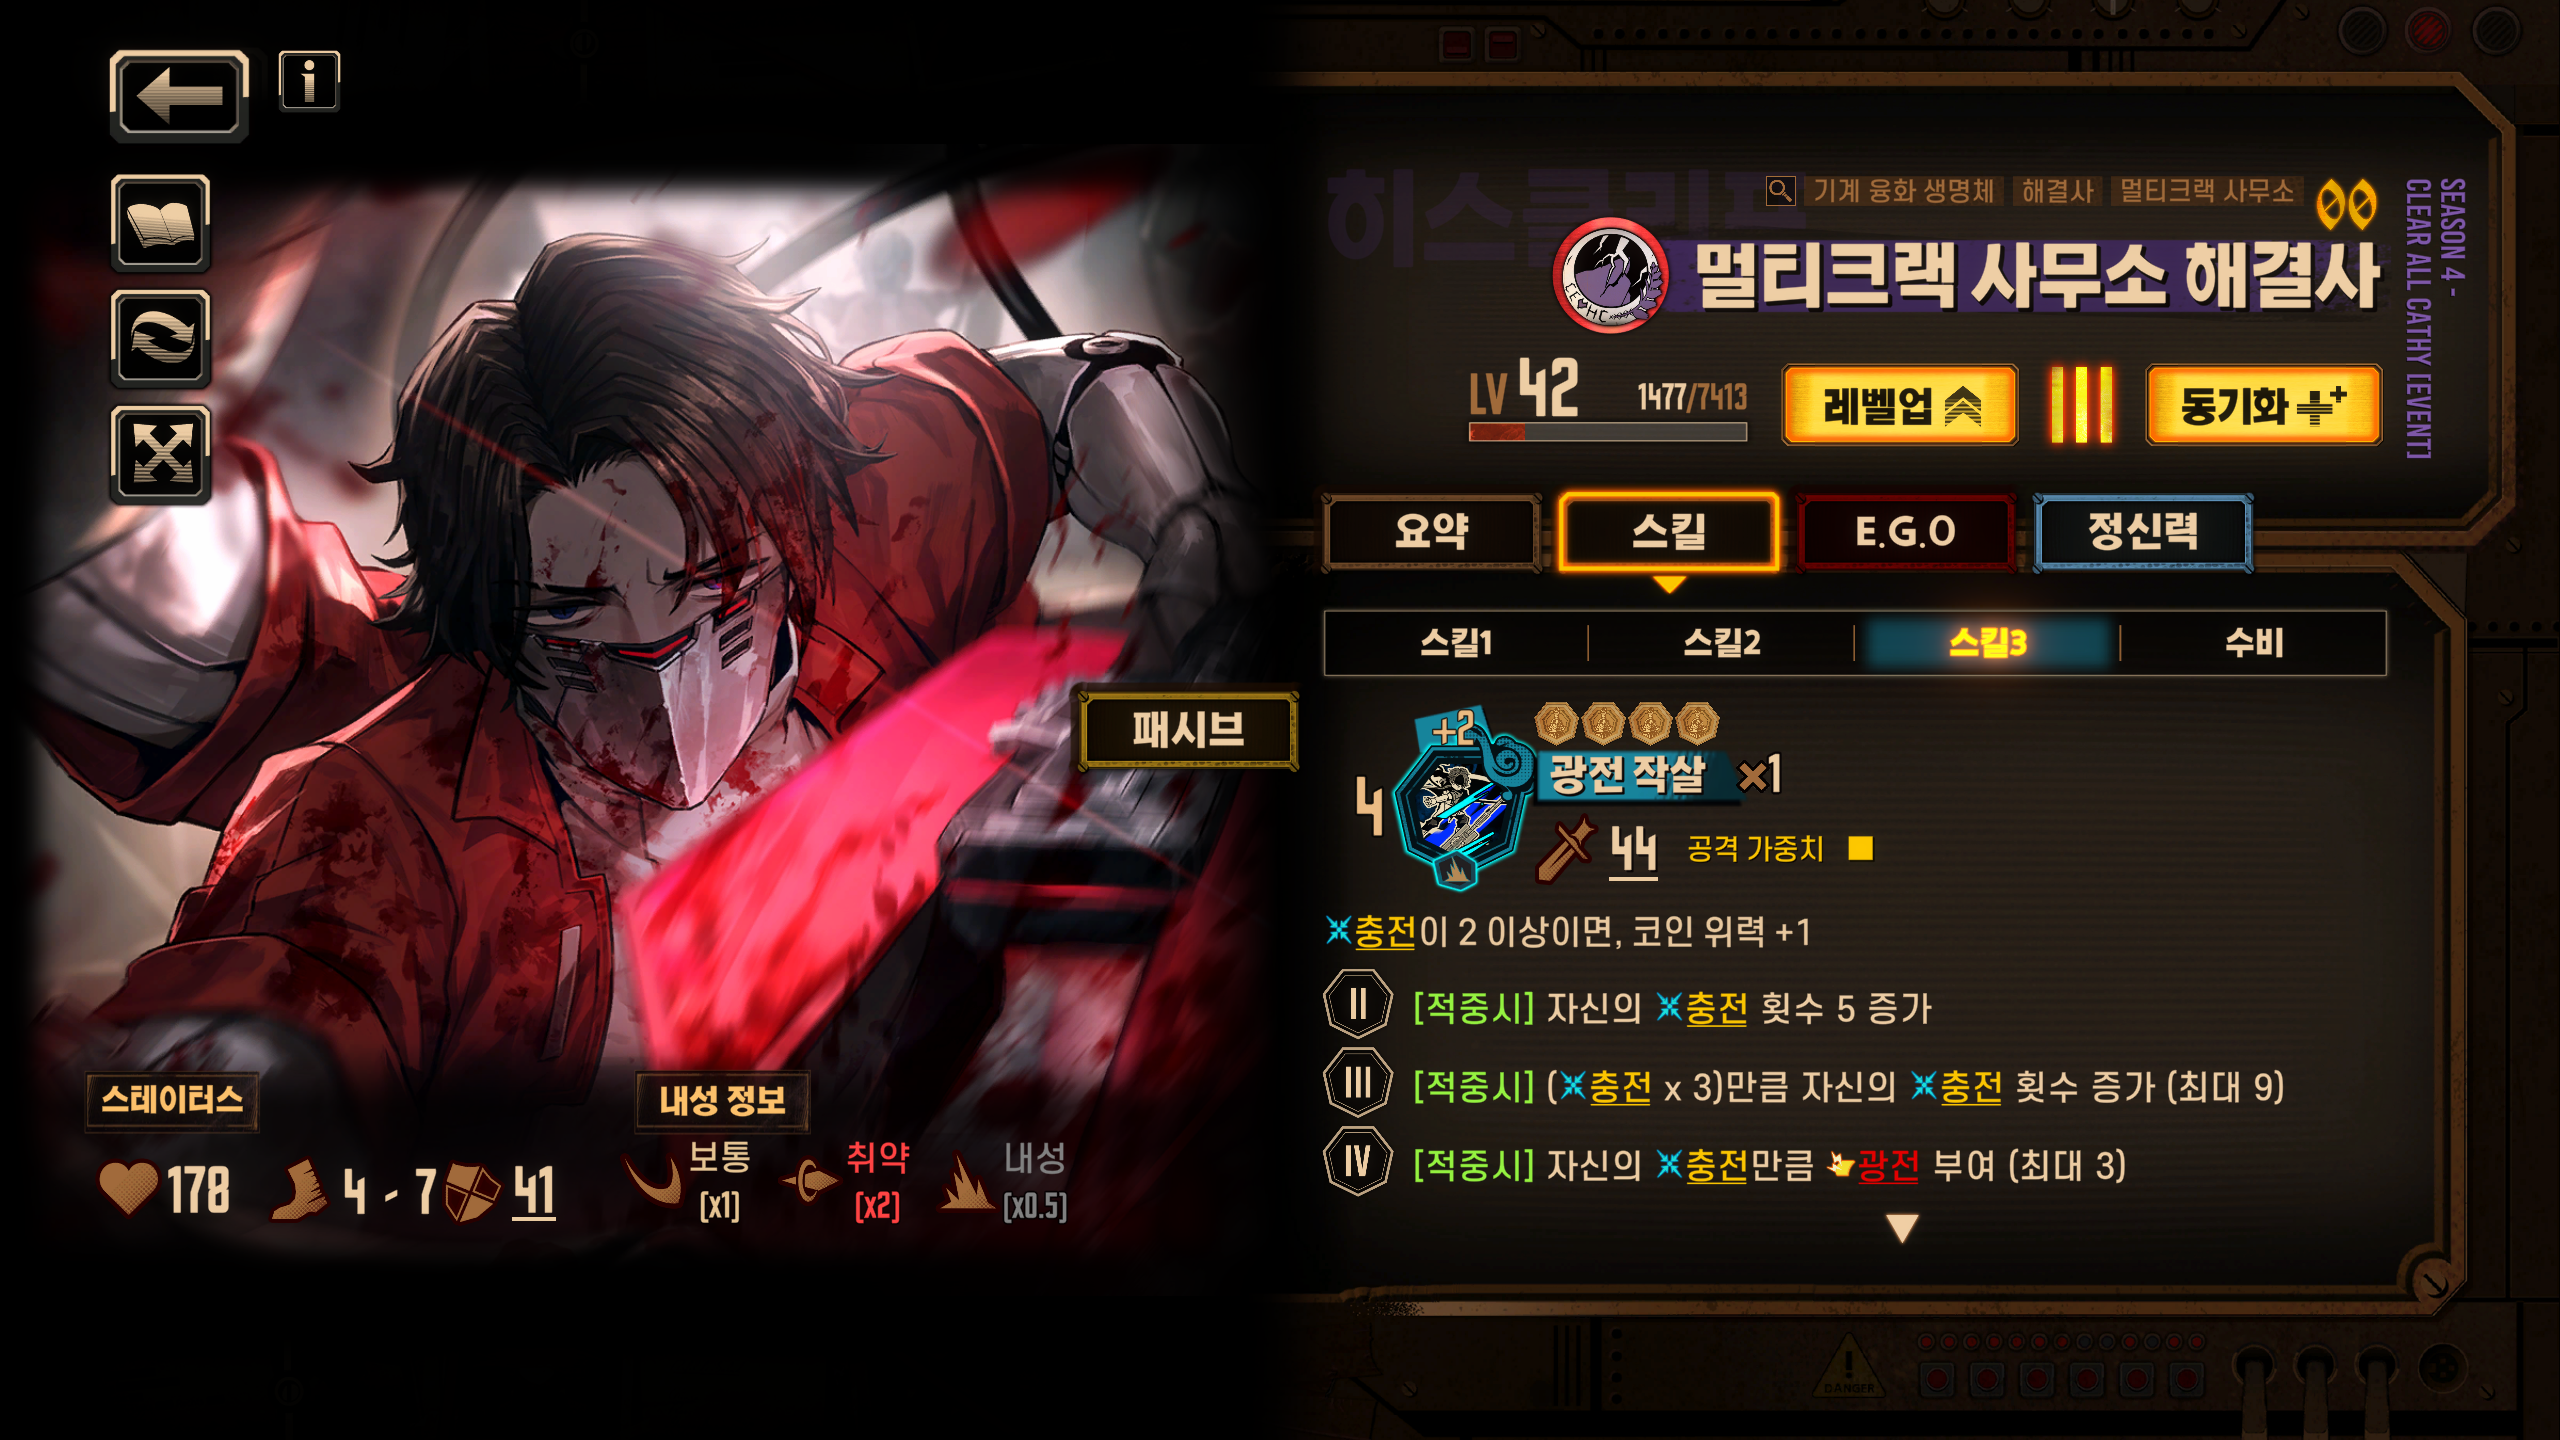 히스클리프
기계 융화 생명체 해결사 멀티크랙 사무소
멀티크랙 사무소 해결사
SEASON 4 -
CLEAR ALL CATHY [EVENT]
LV 42 1477/7413
레벨업
동기화
요약
스킬
E.G.O
정신력
스킬1
스킬2
스킬3
수비
패시브
+2
4
광전 작살 ×1
44 공격 가중치
충전이 2 이상이면, 코인 위력 +1
II [적중시] 자신의 충전 횟수 5 증가
III [적중시] (충전 x 3)만큼 자신의 충전 횟수 증가 (최대 9)
IV [적중시] 자신의 충전만큼 광전 부여 (최대 3)
스테이터스
178 4 - 7 41
내성 정보
보통 [x1]
취약 [x2]
내성 [x0.5]
DANGER